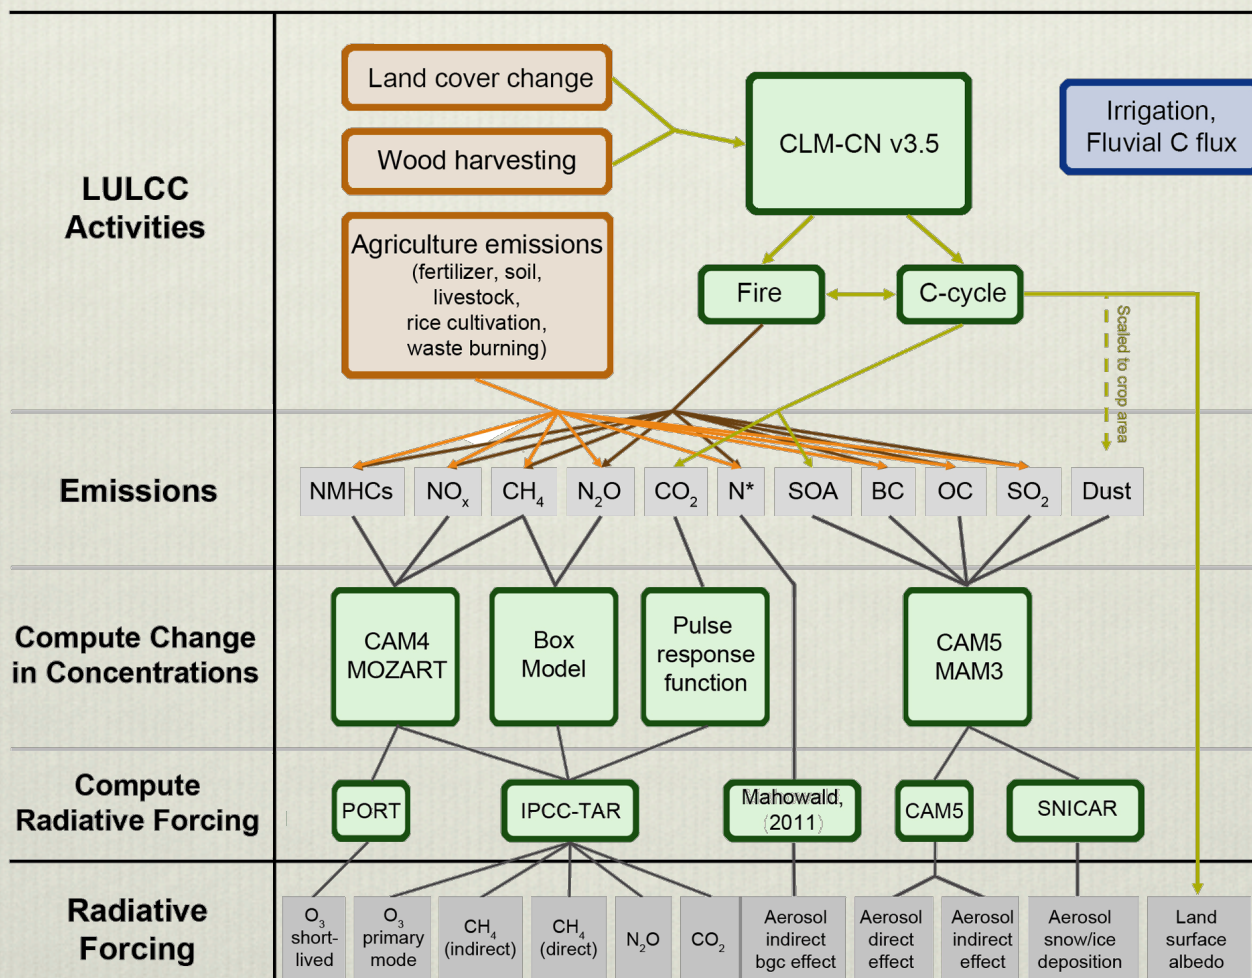 LULCC
Activities
Land cover change
Wood harvesting
Agriculture emissions
(fertilizer, soil,
livestock,
rice cultivation,
waste burning)
CLM-CN v3.5
Irrigation,
Fluvial C flux
Fire
C-cycle
Scaled to crop area
Emissions
NMHCs
NOₓ
CH₄
N₂O
CO₂
N*
SOA
BC
OC
SO₂
Dust
Compute Change
in Concentrations
CAM4
MOZART
Box
Model
Pulse
response
function
CAM5
MAM3
Compute
Radiative Forcing
PORT
IPCC-TAR
Mahowald,
(2011)
CAM5
SNICAR
Radiative
Forcing
O₃
short-
lived
O₃
primary
mode
CH₄
(indirect)
CH₄
(direct)
N₂O
CO₂
Aerosol
indirect
bgc effect
Aerosol
direct
effect
Aerosol
indirect
effect
Aerosol
snow/ice
deposition
Land
surface
albedo